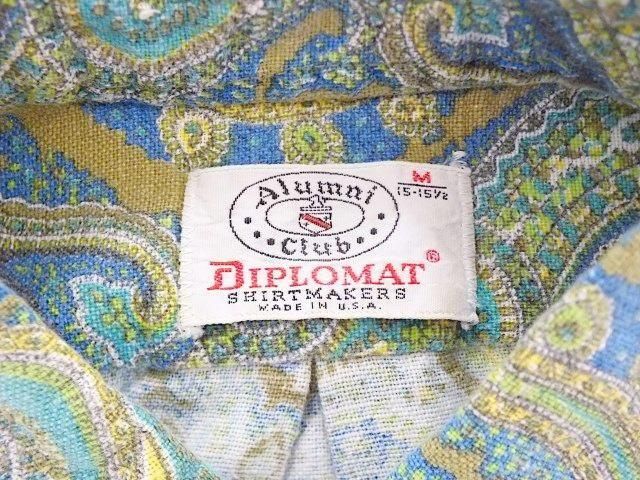 Alumni
Club
M
15-15½
DIPLOMAT®
SHIRTMAKERS
MADE IN U.S.A.